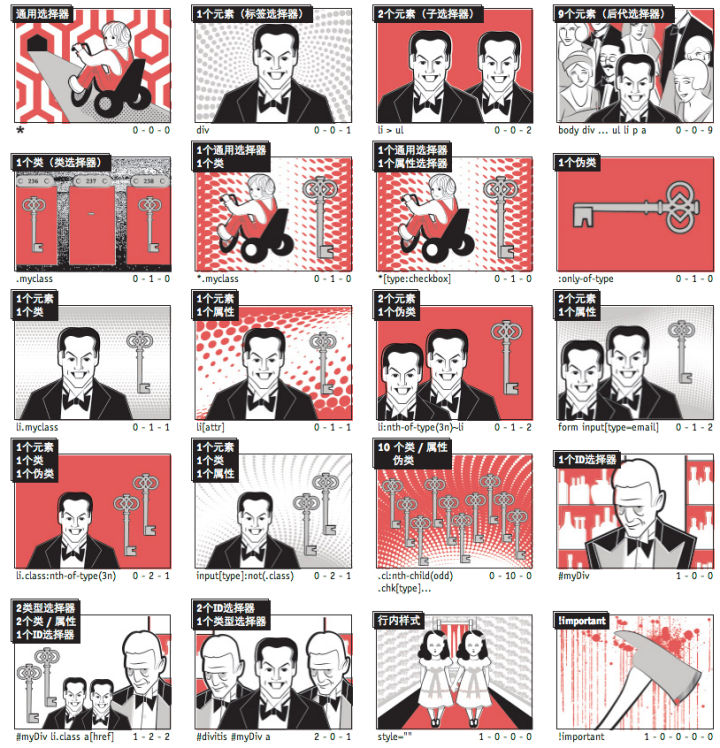 通用选择器
* 0 - 0 - 0
1个元素（标签选择器）
div 0 - 0 - 1
2个元素（子选择器）
li > ul 0 - 0 - 2
9个元素（后代选择器）
body div ... ul li p a 0 - 0 - 9
1个类（类选择器）
236 237 238
.myclass 0 - 1 - 0
1个通用选择器
1个类
*.myclass 0 - 1 - 0
1个通用选择器
1个属性选择器
*[type:checkbox] 0 - 1 - 0
1个伪类
:only-of-type 0 - 1 - 0
1个元素
1个类
li.myclass 0 - 1 - 1
1个元素
1个属性
li[attr] 0 - 1 - 1
2个元素
1个伪类
li:nth-of-type(3n)~li 0 - 1 - 2
2个元素
1个属性
form input[type=email] 0 - 1 - 2
1个元素
1个类
1个伪类
li.class:nth-of-type(3n) 0 - 2 - 1
1个元素
1个类
1个属性
input[type]:not(.class) 0 - 2 - 1
10 个类 / 属性
伪类
.ci:nth-child(odd) 0 - 10 - 0
.chk[type]...
1个ID选择器
#myDiv 1 - 0 - 0
2类型选择器
2个类 / 属性
1个ID选择器
#myDiv li.class a[href] 1 - 2 - 2
2个ID选择器
1个类型选择器
#divitis #myDiv a 2 - 0 - 1
行内样式
style="" 1 - 0 - 0 - 0
!important
!important 1 - 0 - 0 - 0 - 0